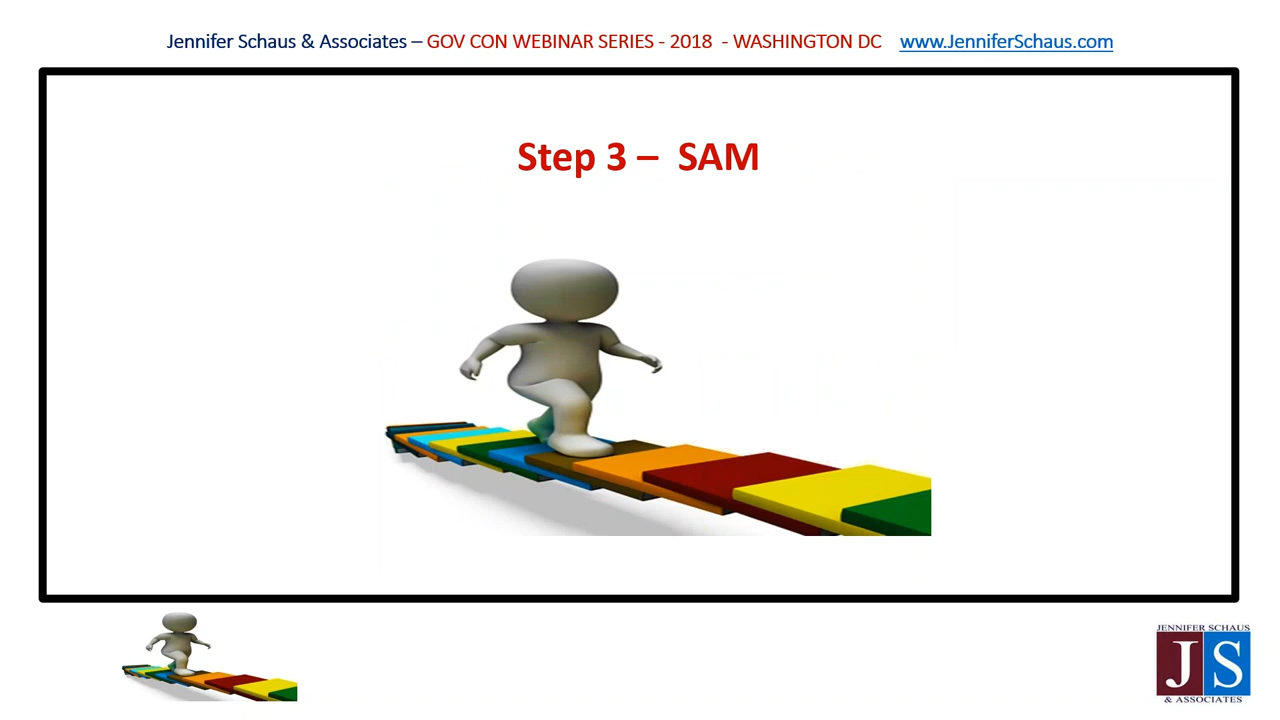 Jennifer Schaus & Associates – GOV CON WEBINAR SERIES - 2018 - WASHINGTON DC www.JenniferSchaus.com
Step 3 – SAM
JENNIFER SCHAUS
JS
& ASSOCIATES